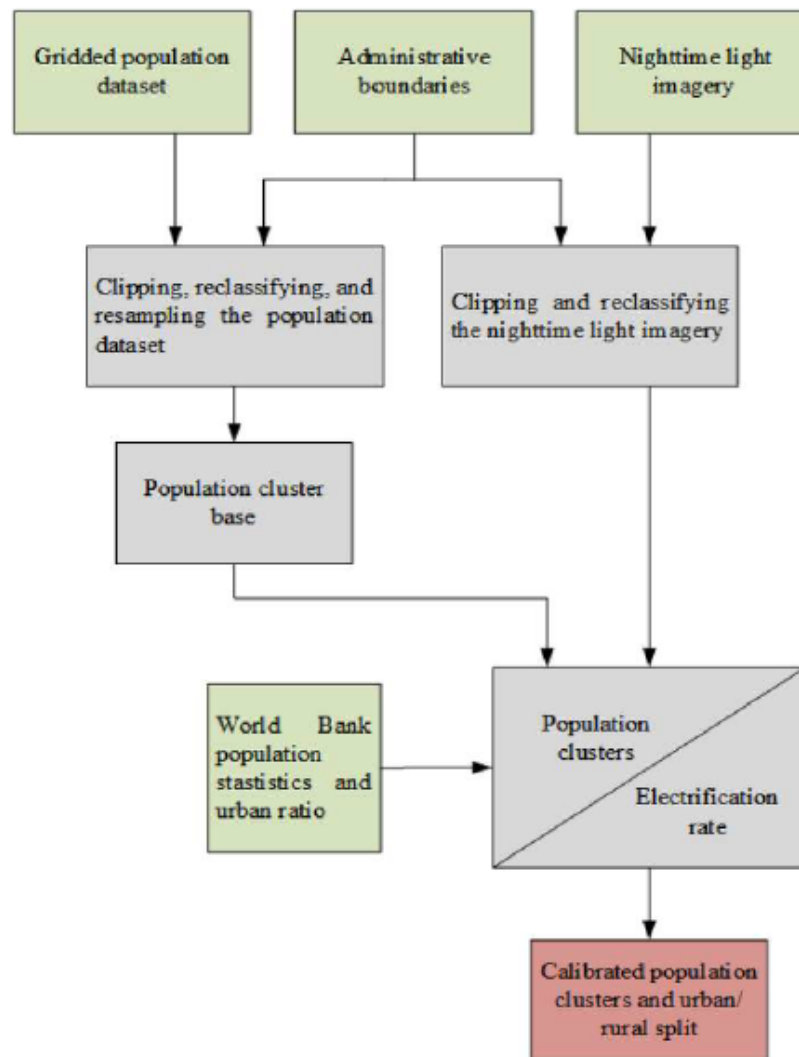 Gridded population
dataset
Administrative
boundaries
Nighttime light
imagery
Clipping, reclassifying, and
resampling the population
dataset
Clipping and reclassifying
the nighttime light imagery
Population cluster
base
World Bank
population
stastistics and
urban ratio
Population
clusters
Electrification
rate
Calibrated population
clusters and urban/
rural split